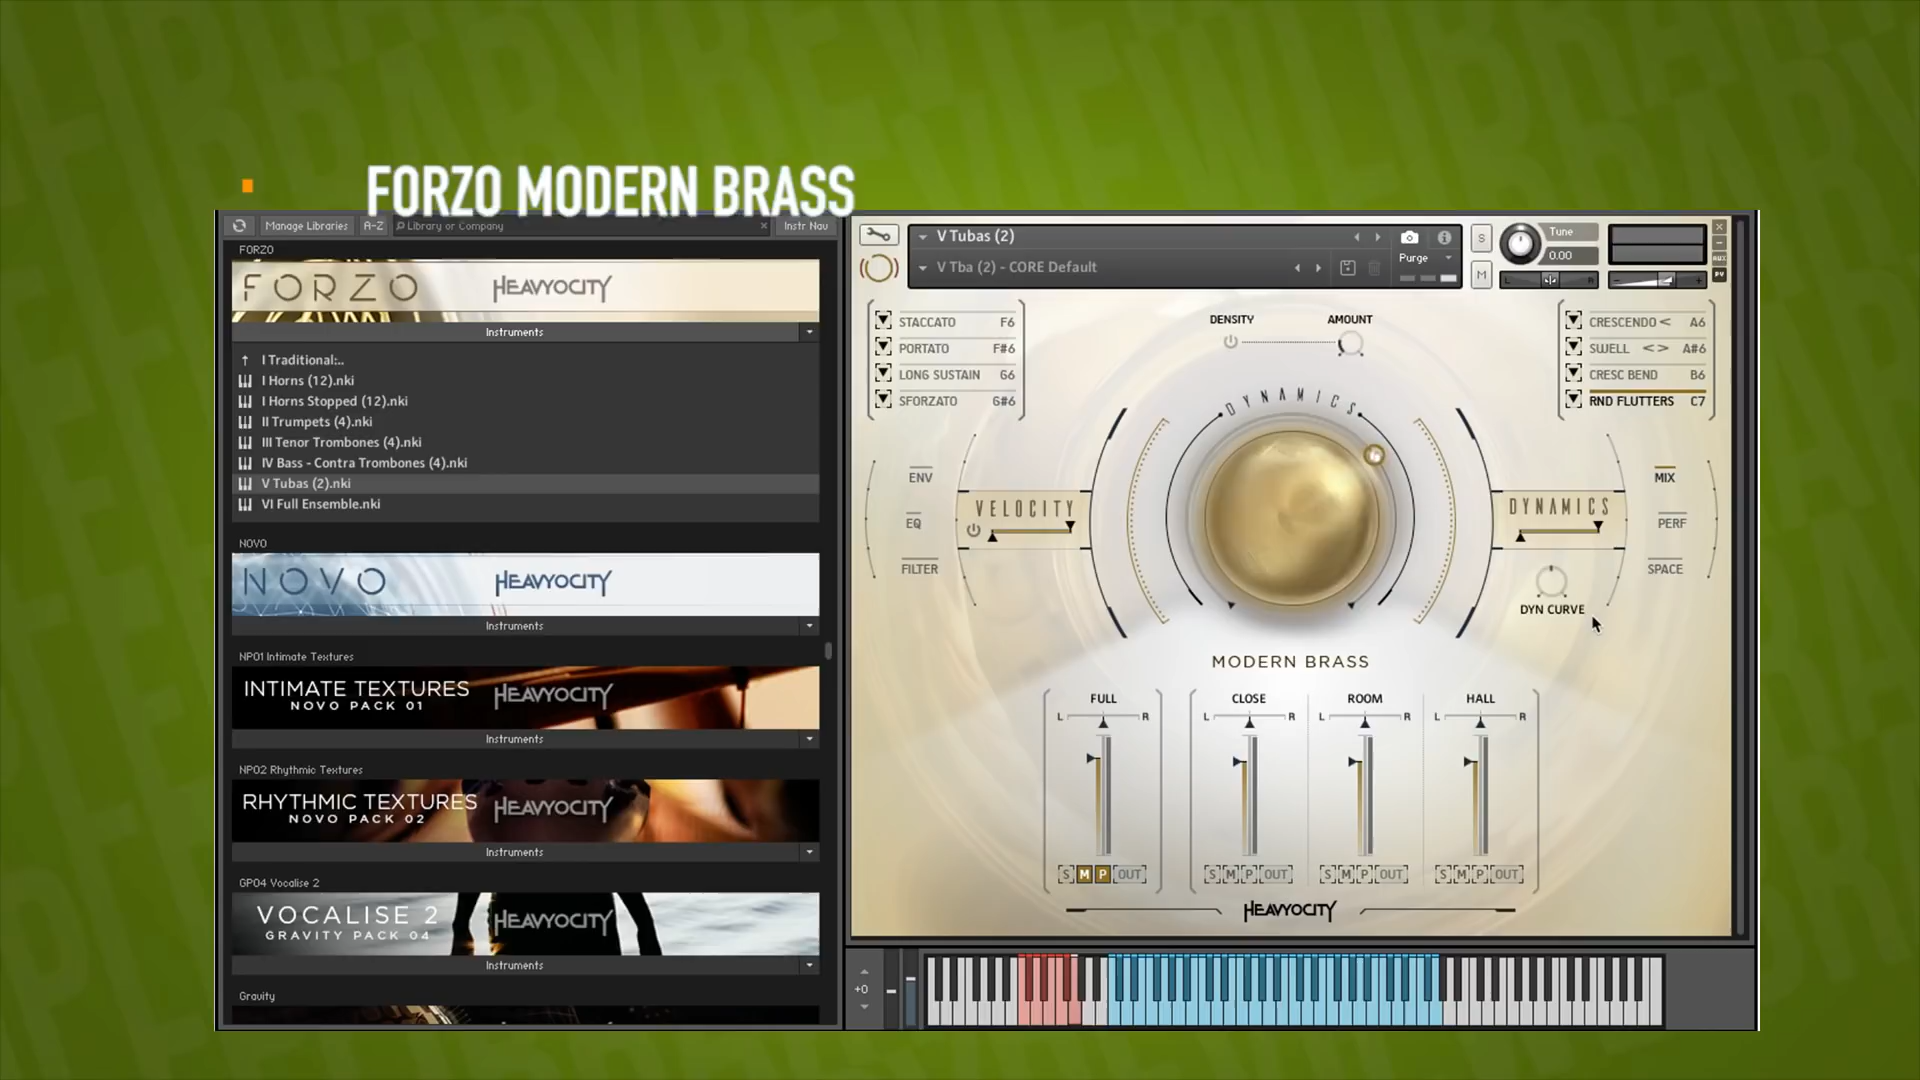 FORZO MODERN BRASS
Manage Libraries A-Z Library or Company × Instr Nav
FORZO
FORZO HEAVYOCITY
Instruments
I Traditional:..
I Horns (12).nki
I Horns Stopped (12).nki
II Trumpets (4).nki
III Tenor Trombones (4).nki
IV Bass - Contra Trombones (4).nki
V Tubas (2).nki
VI Full Ensemble.nki
NOVO
NOVO HEAVYOCITY
Instruments
NP01 Intimate Textures
INTIMATE TEXTURES HEAVYOCITY
NOVO PACK 01
Instruments
NP02 Rhythmic Textures
RHYTHMIC TEXTURES HEAVYOCITY
NOVO PACK 02
Instruments
GP04 Vocalise 2
VOCALISE 2 HEAVYOCITY
GRAVITY PACK 04
Instruments
Gravity
V Tubas (2)
V Tba (2) - CORE Default
Purge
S
M
Tune
0.00
L R
- +
AUX
PV
STACCATO F6
PORTATO F#6
LONG SUSTAIN G6
SFORZATO G#6
DENSITY AMOUNT
CRESCENDO < A6
SWELL < > A#6
CRESC BEND B6
RND FLUTTERS C7
DYNAMICS
ENV
EQ
FILTER
VELOCITY
DYNAMICS
DYN CURVE
MIX
PERF
SPACE
MODERN BRASS
FULL CLOSE ROOM HALL
L R L R L R L R
S M P OUT S M P OUT S M P OUT S M P OUT
HEAVYOCITY
+0